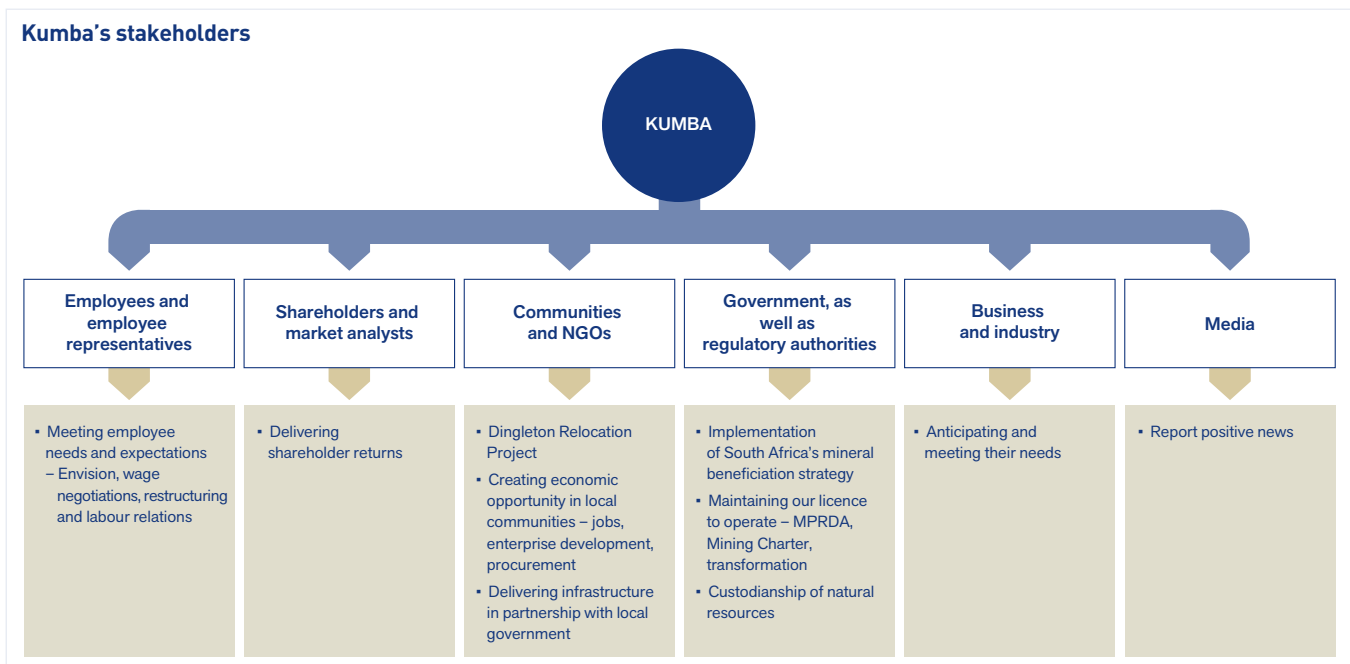 Kumba's stakeholders
KUMBA
Employees and
employee
representatives
Shareholders and
market analysts
Communities
and NGOs
Government, as
well as
regulatory authorities
Business
and industry
Media
▪ Meeting employee
needs and expectations
– Envision, wage
negotiations, restructuring
and labour relations
▪ Delivering
shareholder returns
▪ Dingleton Relocation
Project
▪ Creating economic
opportunity in local
communities – jobs,
enterprise development,
procurement
▪ Delivering infrastructure
in partnership with local
government
▪ Implementation
of South Africa's mineral
beneficiation strategy
▪ Maintaining our licence
to operate – MPRDA,
Mining Charter,
transformation
▪ Custodianship of natural
resources
▪ Anticipating and
meeting their needs
▪ Report positive news